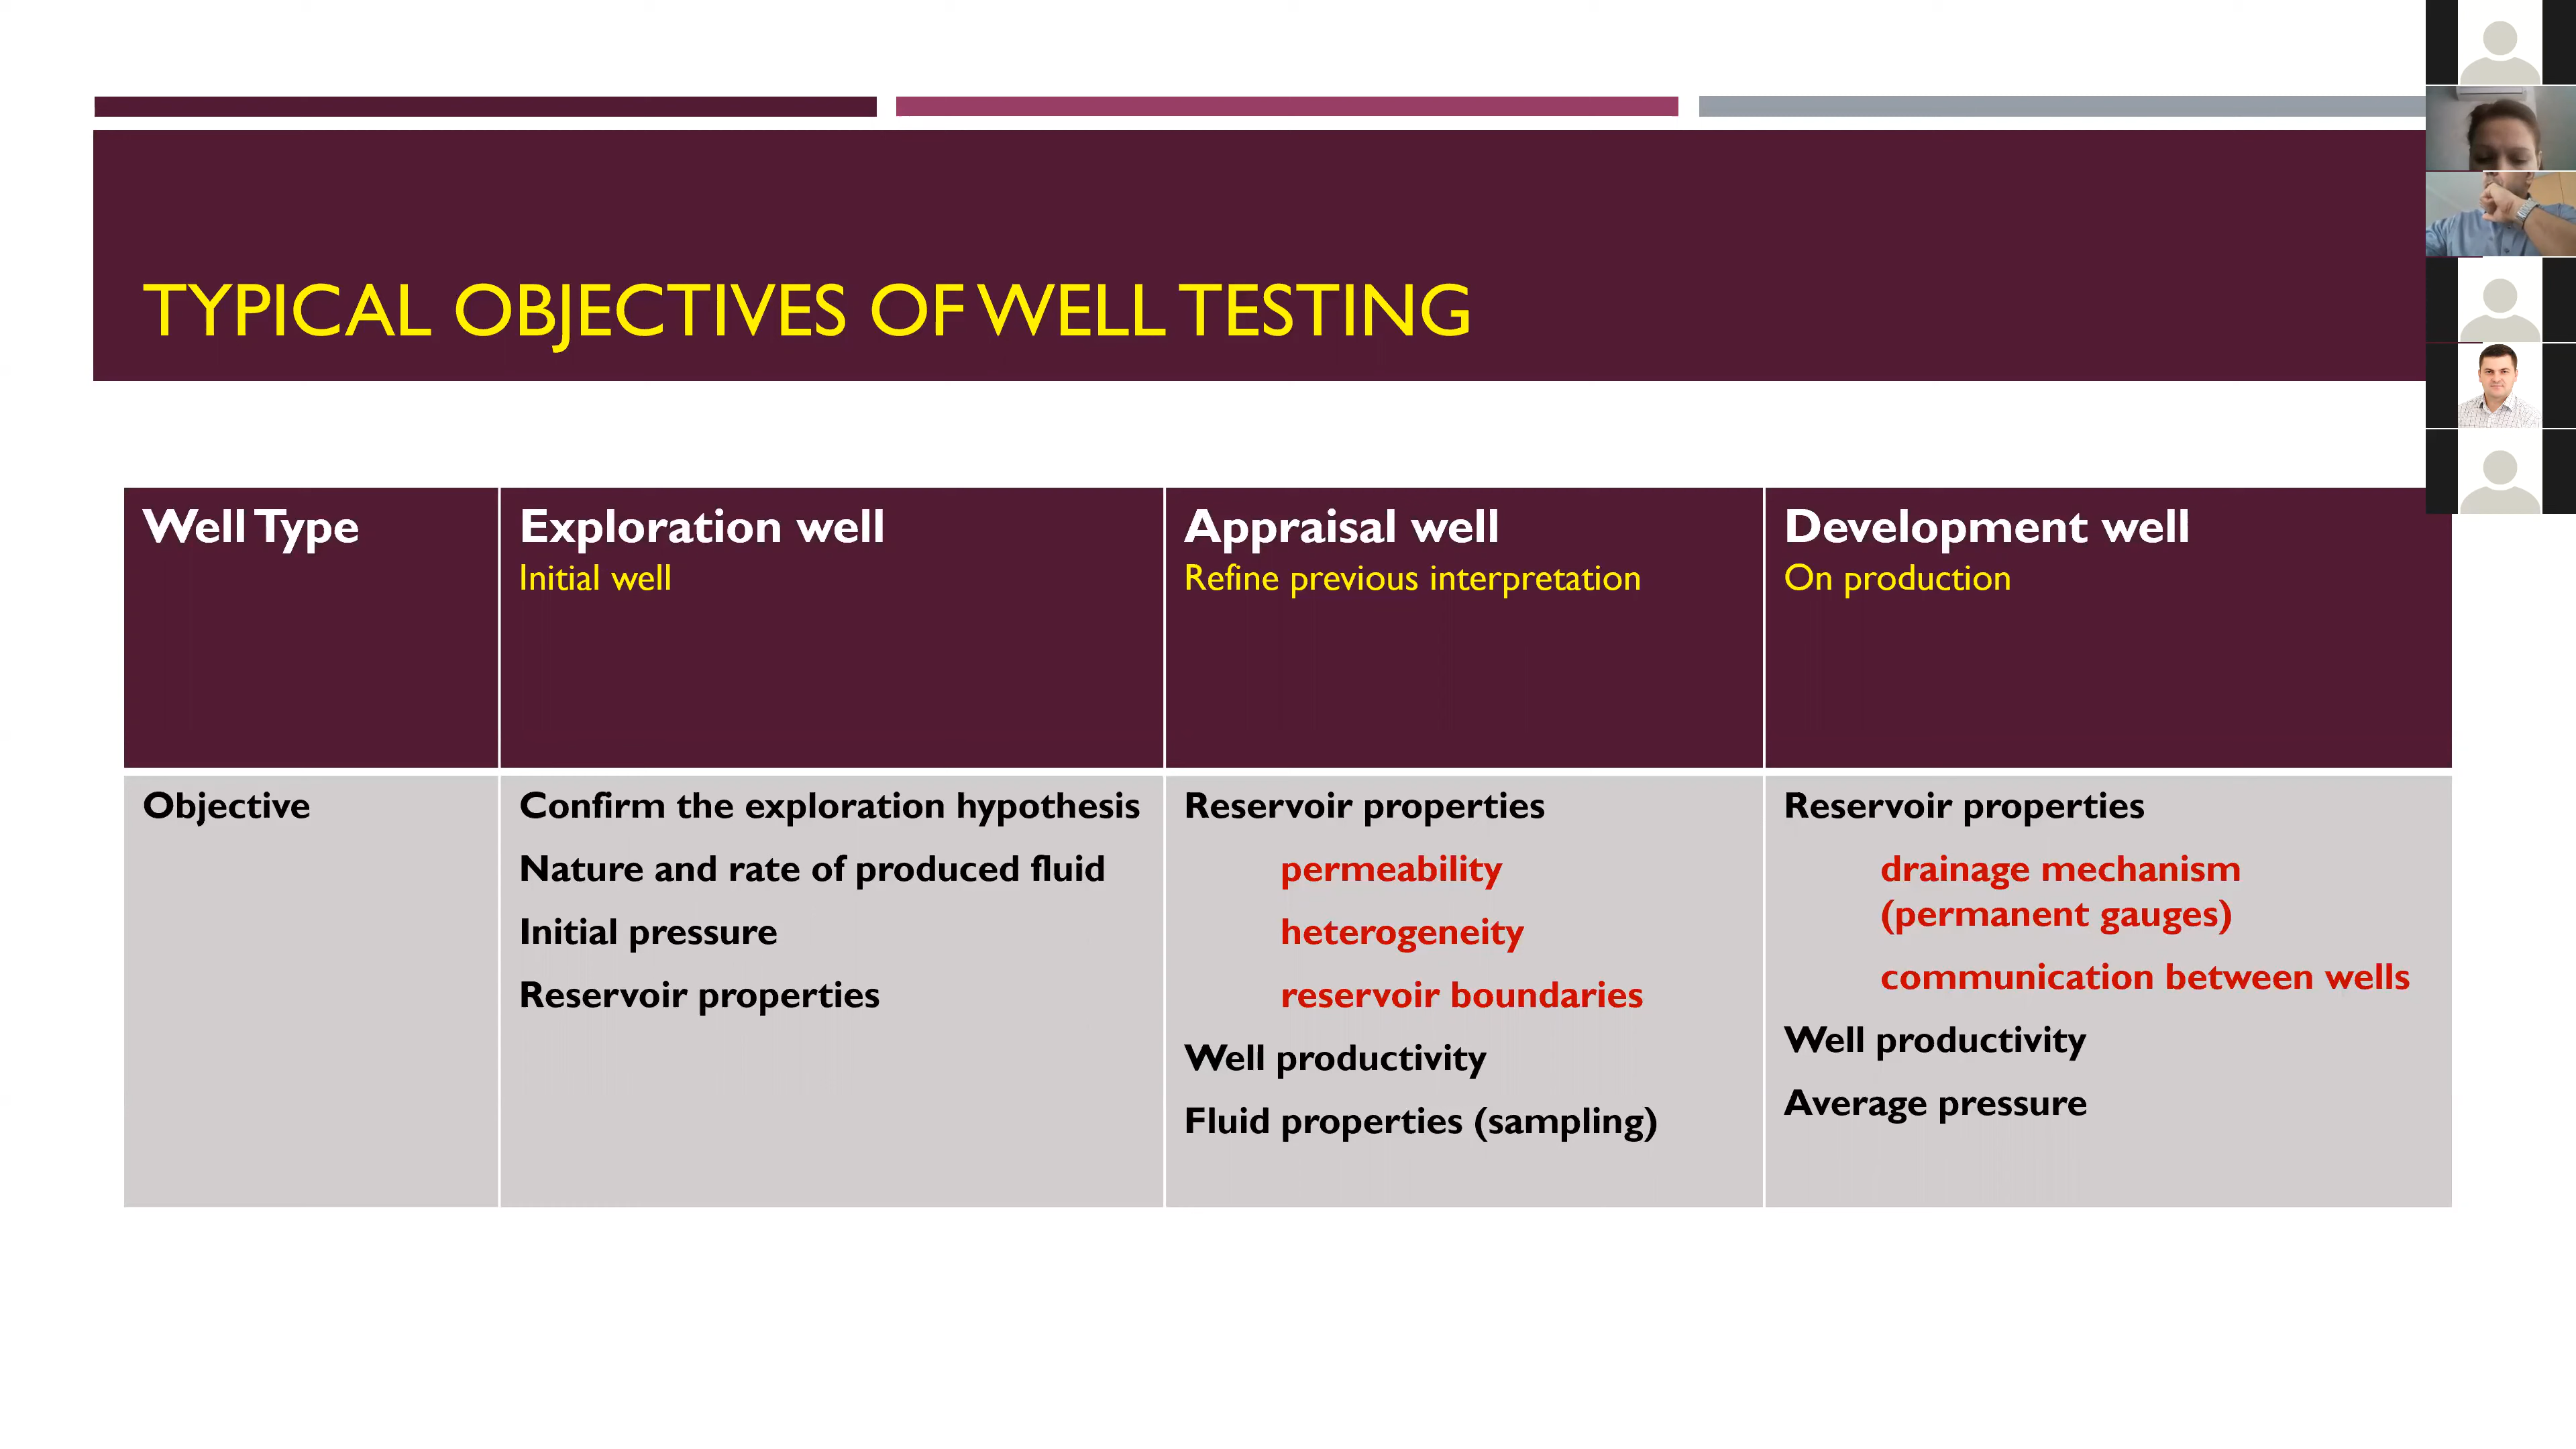 TYPICAL OBJECTIVES OF WELL TESTING
Well Type
Exploration well
Initial well
Appraisal well
Refine previous interpretation
Development well
On production
Objective
Confirm the exploration hypothesis
Nature and rate of produced fluid
Initial pressure
Reservoir properties
Reservoir properties
permeability
heterogeneity
reservoir boundaries
Well productivity
Fluid properties (sampling)
Reservoir properties
drainage mechanism
(permanent gauges)
communication between wells
Well productivity
Average pressure